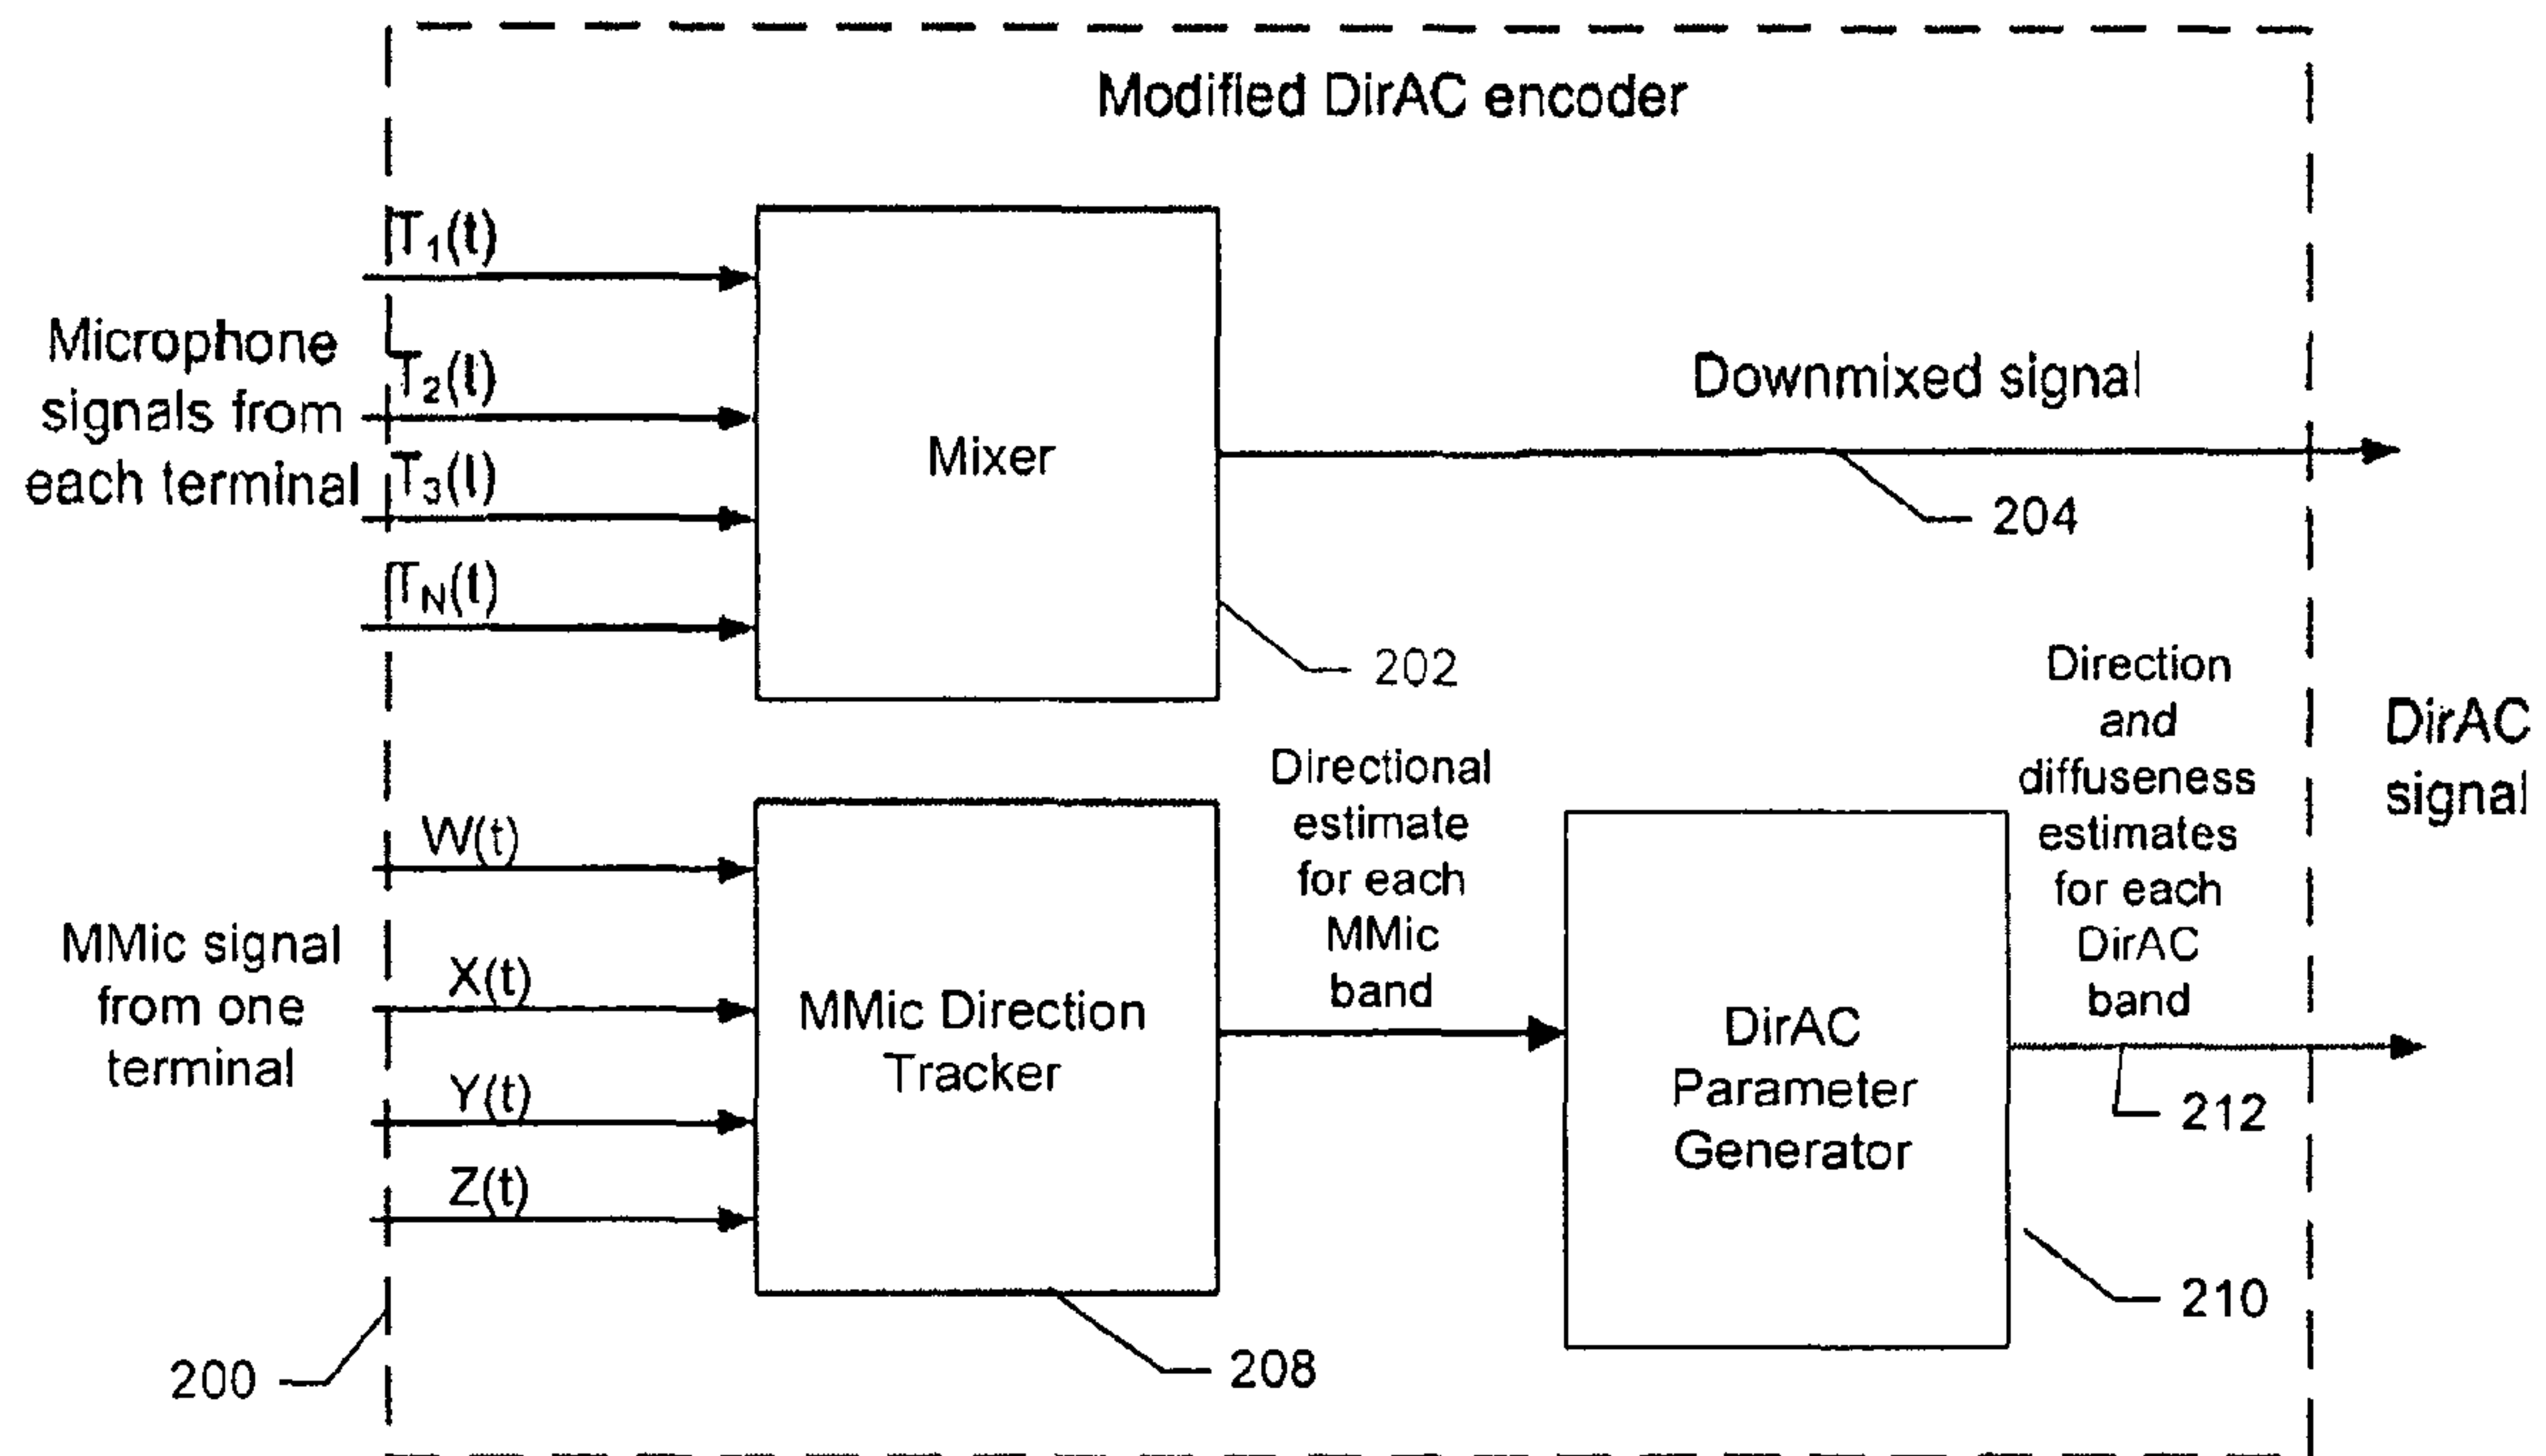 Modified DirAC encoder
T1(t)
Microphone
signals from
each terminal
T2(t)
T3(t)
TN(t)
Mixer
Downmixed signal
204
202
W(t)
X(t)
Y(t)
Z(t)
MMic signal
from one
terminal
MMic Direction
Tracker
Directional
estimate
for each
MMic
band
DirAC
Parameter
Generator
Direction
and
diffuseness
estimates
for each
DirAC
band
DirAC
signal
212
210
208
200